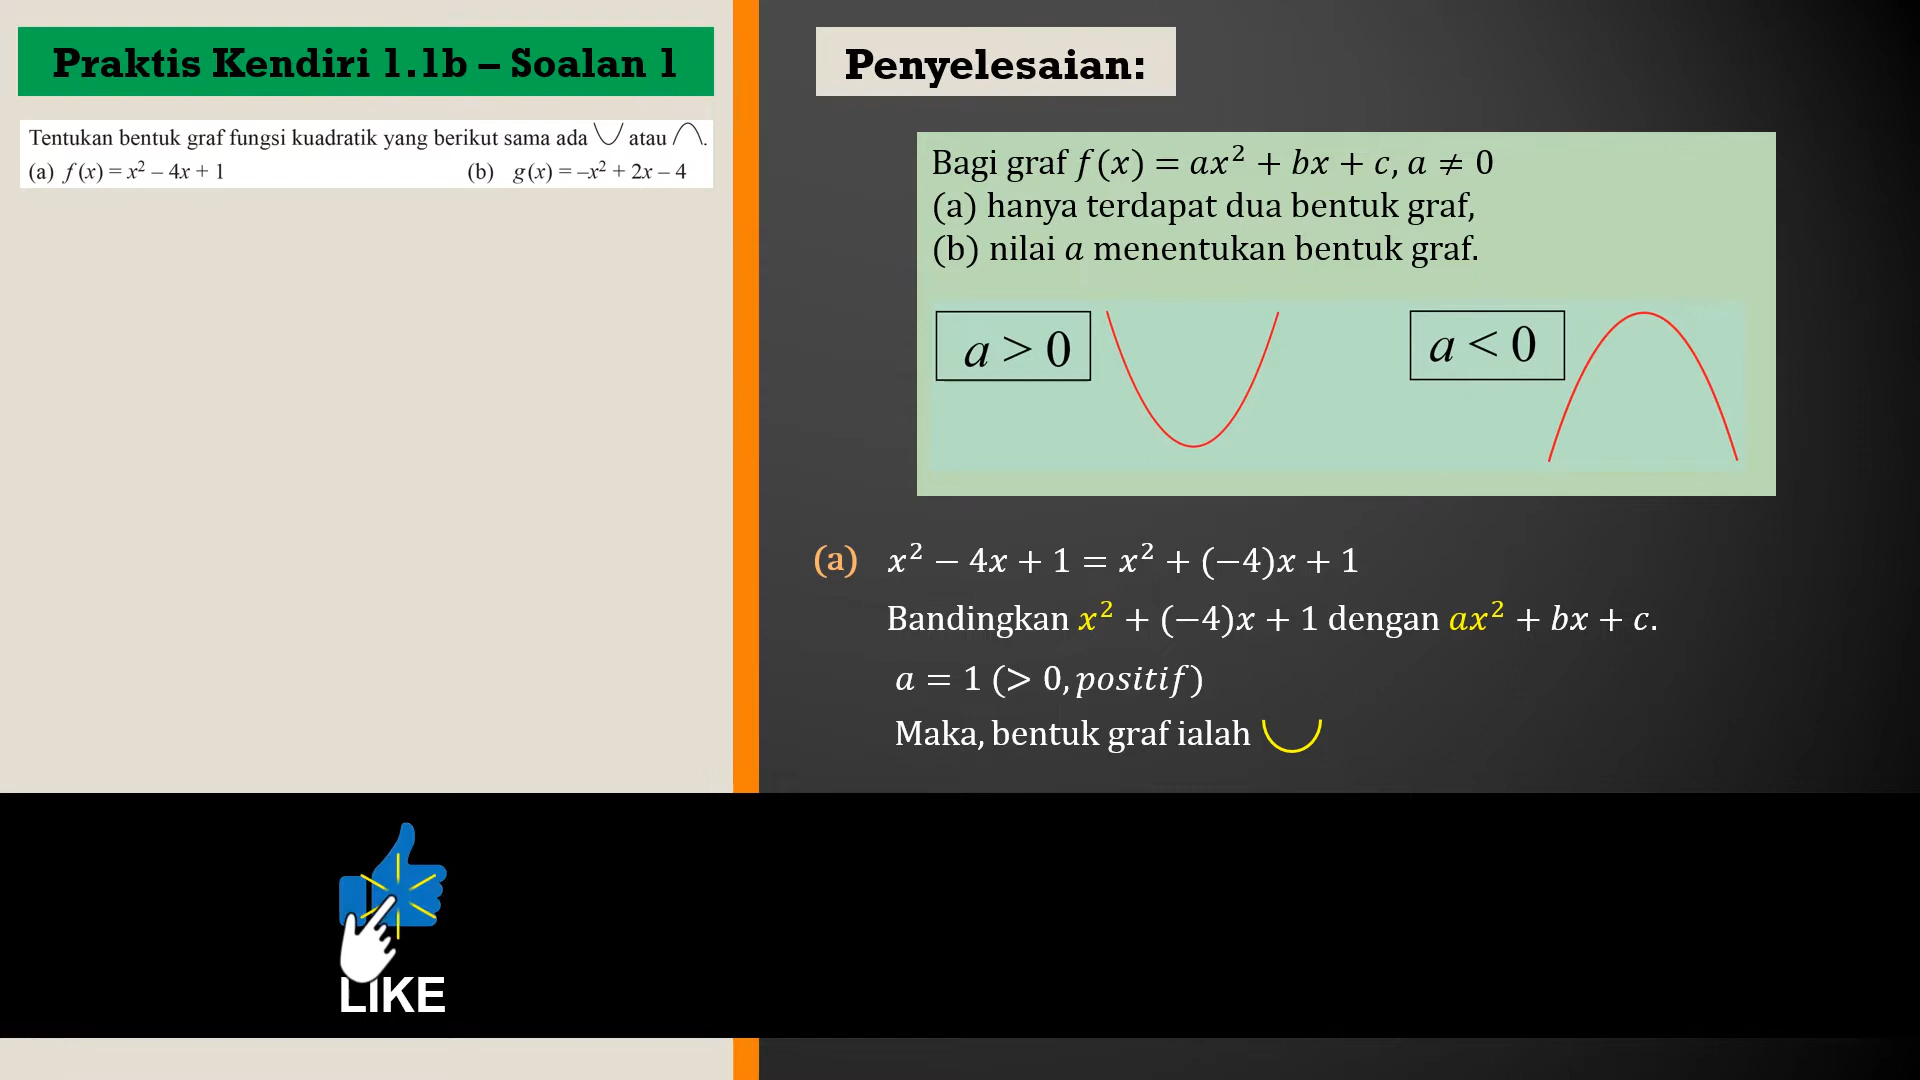 Praktis Kendiri 1.1b – Soalan 1
Tentukan bentuk graf fungsi kuadratik yang berikut sama ada atau .
(a) f(x) = x² – 4x + 1 (b) g(x) = –x² + 2x – 4
Penyelesaian:
Bagi graf f(x) = ax² + bx + c, a ≠ 0
(a) hanya terdapat dua bentuk graf,
(b) nilai a menentukan bentuk graf.
a > 0 a < 0
(a) x² − 4x + 1 = x² + (−4)x + 1
Bandingkan x² + (−4)x + 1 dengan ax² + bx + c.
a = 1 (> 0, positif)
Maka, bentuk graf ialah
LIKE